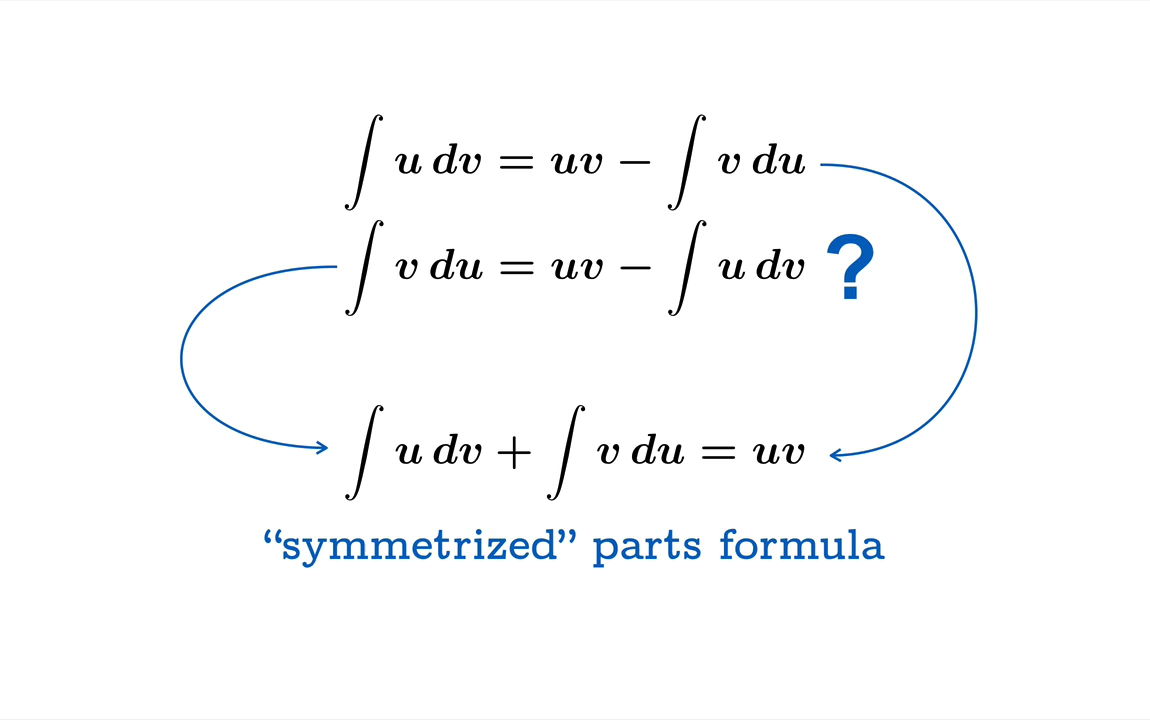 ∫ u dv = uv − ∫ v du
∫ v du = uv − ∫ u dv ?
∫ u dv + ∫ v du = uv
“symmetrized” parts formula